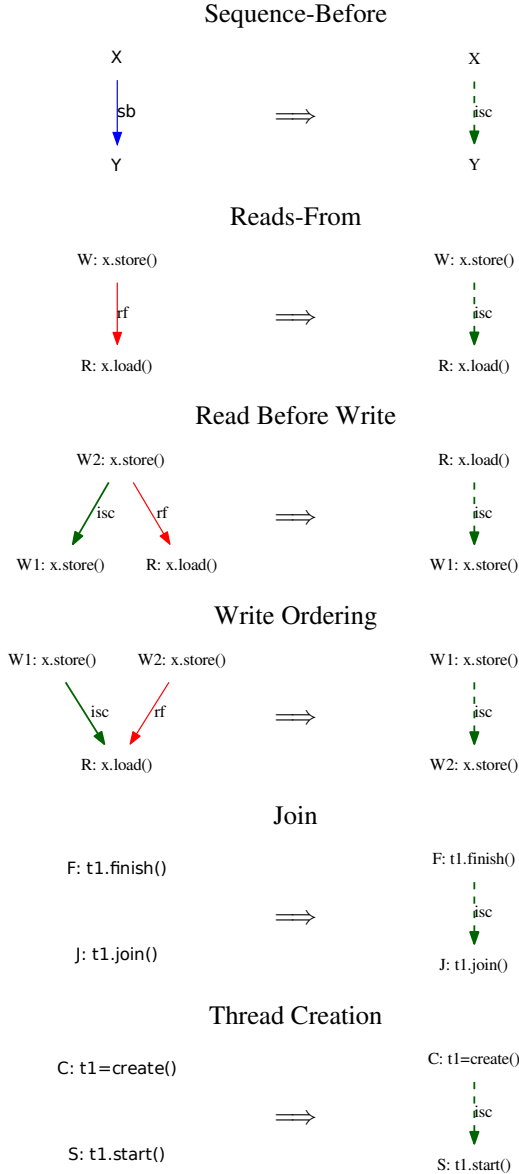 Sequence-Before
X X
sb ⟹ isc
Y Y
Reads-From
W: x.store() W: x.store()
rf ⟹ isc
R: x.load() R: x.load()
Read Before Write
W2: x.store() R: x.load()
isc rf ⟹ isc
W1: x.store() R: x.load() W1: x.store()
Write Ordering
W1: x.store() W2: x.store() W1: x.store()
isc rf ⟹ isc
R: x.load() W2: x.store()
Join
F: t1.finish() F: t1.finish()
⟹ isc
J: t1.join() J: t1.join()
Thread Creation
C: t1=create() C: t1=create()
⟹ isc
S: t1.start() S: t1.start()